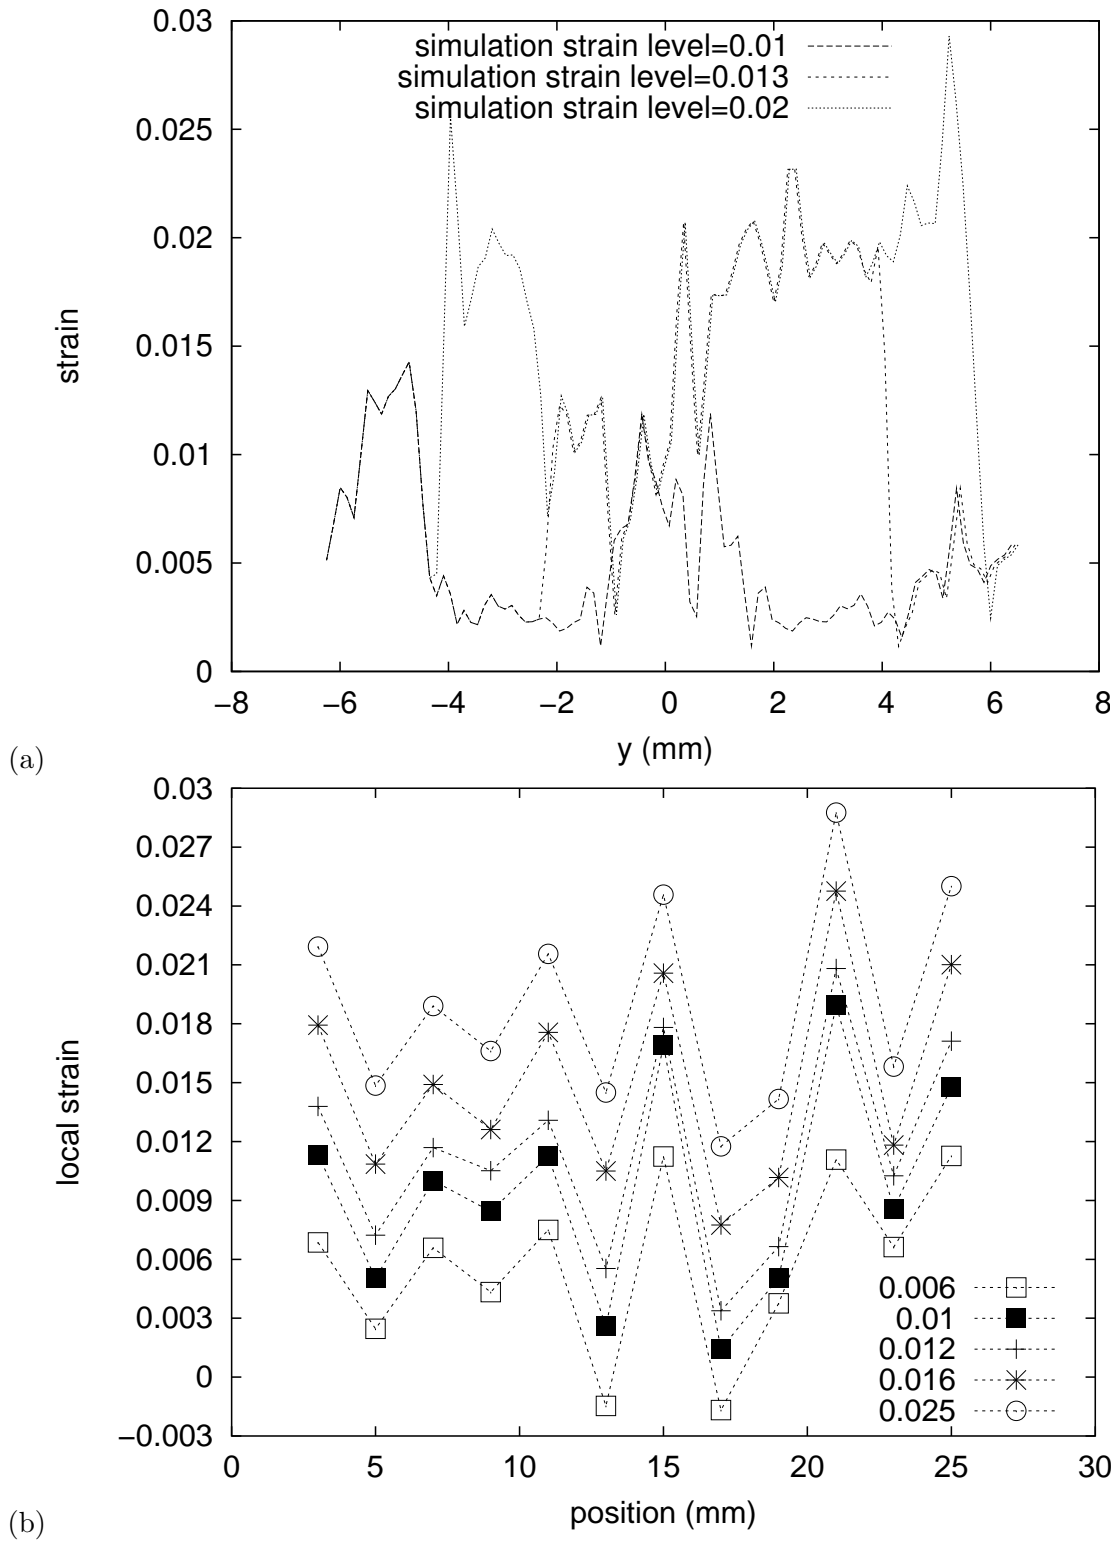 0.03
simulation strain level=0.01
simulation strain level=0.013
simulation strain level=0.02
0.025
0.02
0.015
0.01
0.005
0
strain
−8 −6 −4 −2 0 2 4 6 8
y (mm)
(a)
0.03
0.027
0.024
0.021
0.018
0.015
0.012
0.009
0.006
0.003
0
−0.003
local strain
0.006
0.01
0.012
0.016
0.025
0 5 10 15 20 25 30
position (mm)
(b)